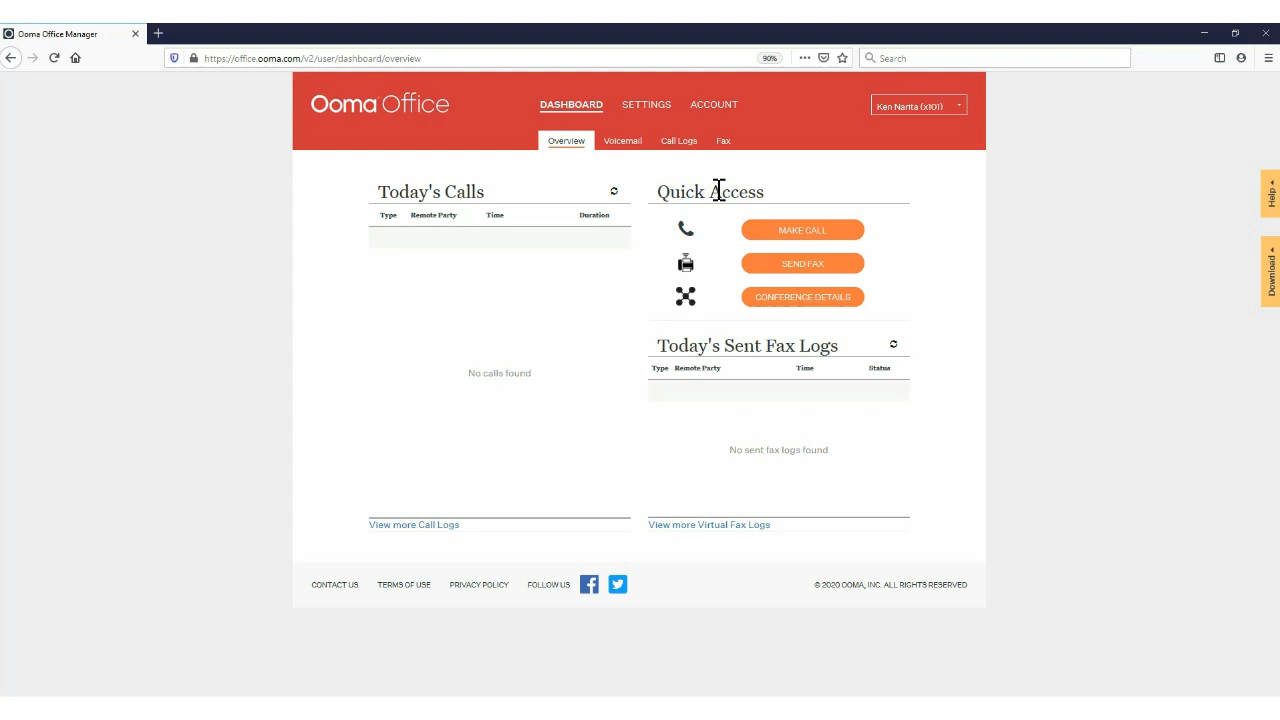 Ooma Office Manager
https://office.ooma.com/v2/user/dashboard/overview
90%
Search
Ooma Office
DASHBOARD
SETTINGS
ACCOUNT
Ken Narita (x101)
Overview
Voicemail
Call Logs
Fax
Today's Calls
Type Remote Party Time Duration
No calls found
View more Call Logs
Quick Access
MAKE CALL
SEND FAX
CONFERENCE DETAILS
Today's Sent Fax Logs
Type Remote Party Time Status
No sent fax logs found
View more Virtual Fax Logs
Help
Download
CONTACT US TERMS OF USE PRIVACY POLICY FOLLOW US
© 2020 OOMA, INC. ALL RIGHTS RESERVED